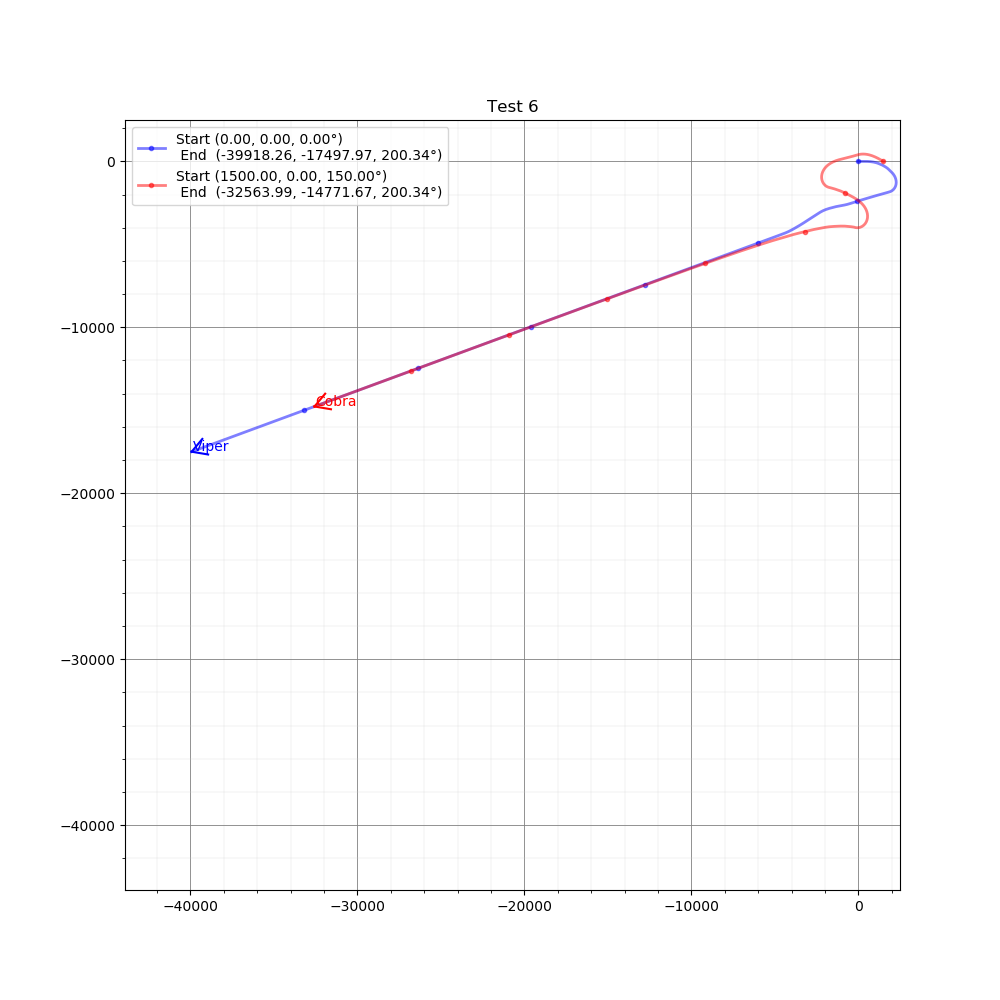 Test 6
Start (0.00, 0.00, 0.00°)
End (-39918.26, -17497.97, 200.34°)
Start (1500.00, 0.00, 150.00°)
End (-32563.99, -14771.67, 200.34°)
0
−10000
−20000
−30000
−40000
Cobra
Viper
−40000 −30000 −20000 −10000 0